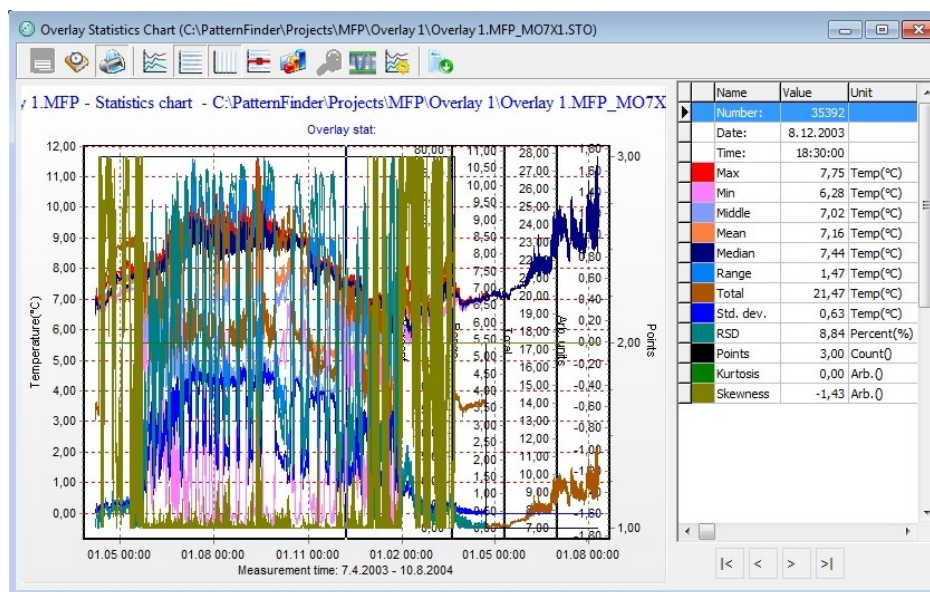 Overlay Statistics Chart (C:\PatternFinder\Projects\MFP\Overlay 1\Overlay 1.MFP_MO7X1.STO)
1.MFP - Statistics chart - C:\PatternFinder\Projects\MFP\Overlay 1\Overlay 1.MFP_MO7X
Overlay stat:
12,00
11,00
10,00
9,00
8,00
7,00
6,00
5,00
4,00
3,00
2,00
1,00
0,00
Temperature(°C)
80,00
11,00
10,50
10,00
9,50
9,00
8,50
8,00
7,50
7,00
6,50
6,00
5,50
5,00
4,50
4,00
3,50
3,00
2,50
2,00
1,50
1,00
0,50
0,00
Total
28,00
27,00
26,00
25,00
24,00
23,00
22,00
21,00
20,00
19,00
18,00
17,00
16,00
15,00
14,00
13,00
12,00
11,00
10,00
9,00
8,00
7,00
Arb. units
1,80
1,60
0,80
0,60
0,40
0,20
0,00
-0,20
-0,40
-0,60
-0,80
-1,00
-1,60
-1,80
3,00
2,00
1,00
Points
01.05 00:00 01.08 00:00 01.11 00:00 01.02 00:00 01.05 00:00 01.08 00:00
Measurement time: 7.4.2003 - 10.8.2004
Name Value Unit
Number: 35392
Date: 8.12.2003
Time: 18:30:00
Max 7,75 Temp(°C)
Min 6,28 Temp(°C)
Middle 7,02 Temp(°C)
Mean 7,16 Temp(°C)
Median 7,44 Temp(°C)
Range 1,47 Temp(°C)
Total 21,47 Temp(°C)
Std. dev. 0,63 Temp(°C)
RSD 8,84 Percent(%)
Points 3,00 Count()
Kurtosis 0,00 Arb.()
Skewness -1,43 Arb.()
|< < > >|